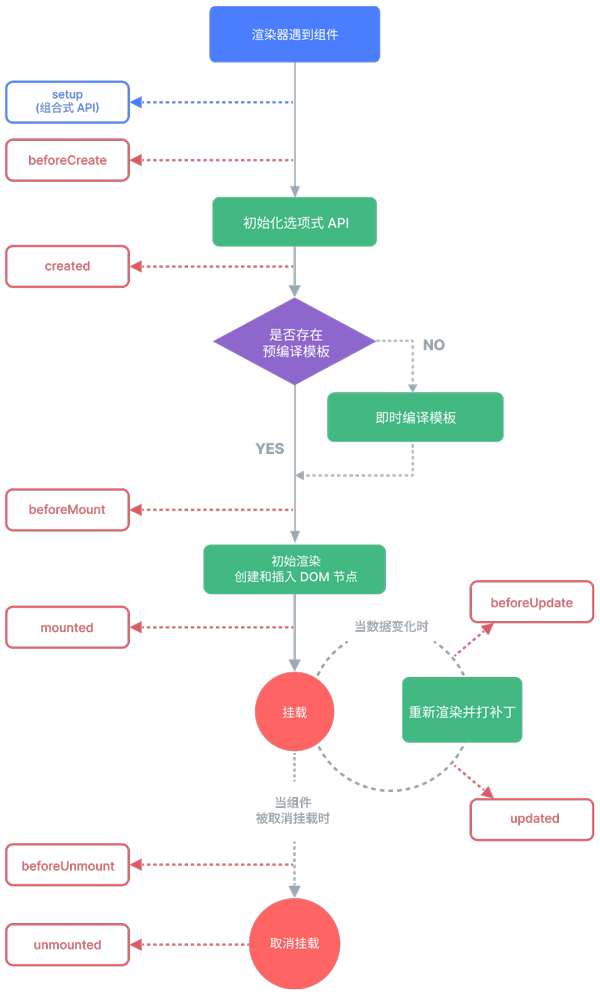 渲染器遇到组件
setup
(组合式 API)
beforeCreate
初始化选项式 API
created
是否存在
预编译模板
NO
即时编译模板
YES
beforeMount
初始渲染
创建和插入 DOM 节点
beforeUpdate
mounted
当数据变化时
挂载
重新渲染并打补丁
当组件
被取消挂载时
updated
beforeUnmount
取消挂载
unmounted